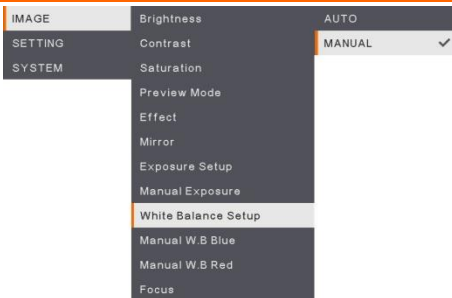 IMAGE
SETTING
SYSTEM
Brightness
Contrast
Saturation
Preview Mode
Effect
Mirror
Exposure Setup
Manual Exposure
White Balance Setup
Manual W.B Blue
Manual W.B Red
Focus
AUTO
MANUAL